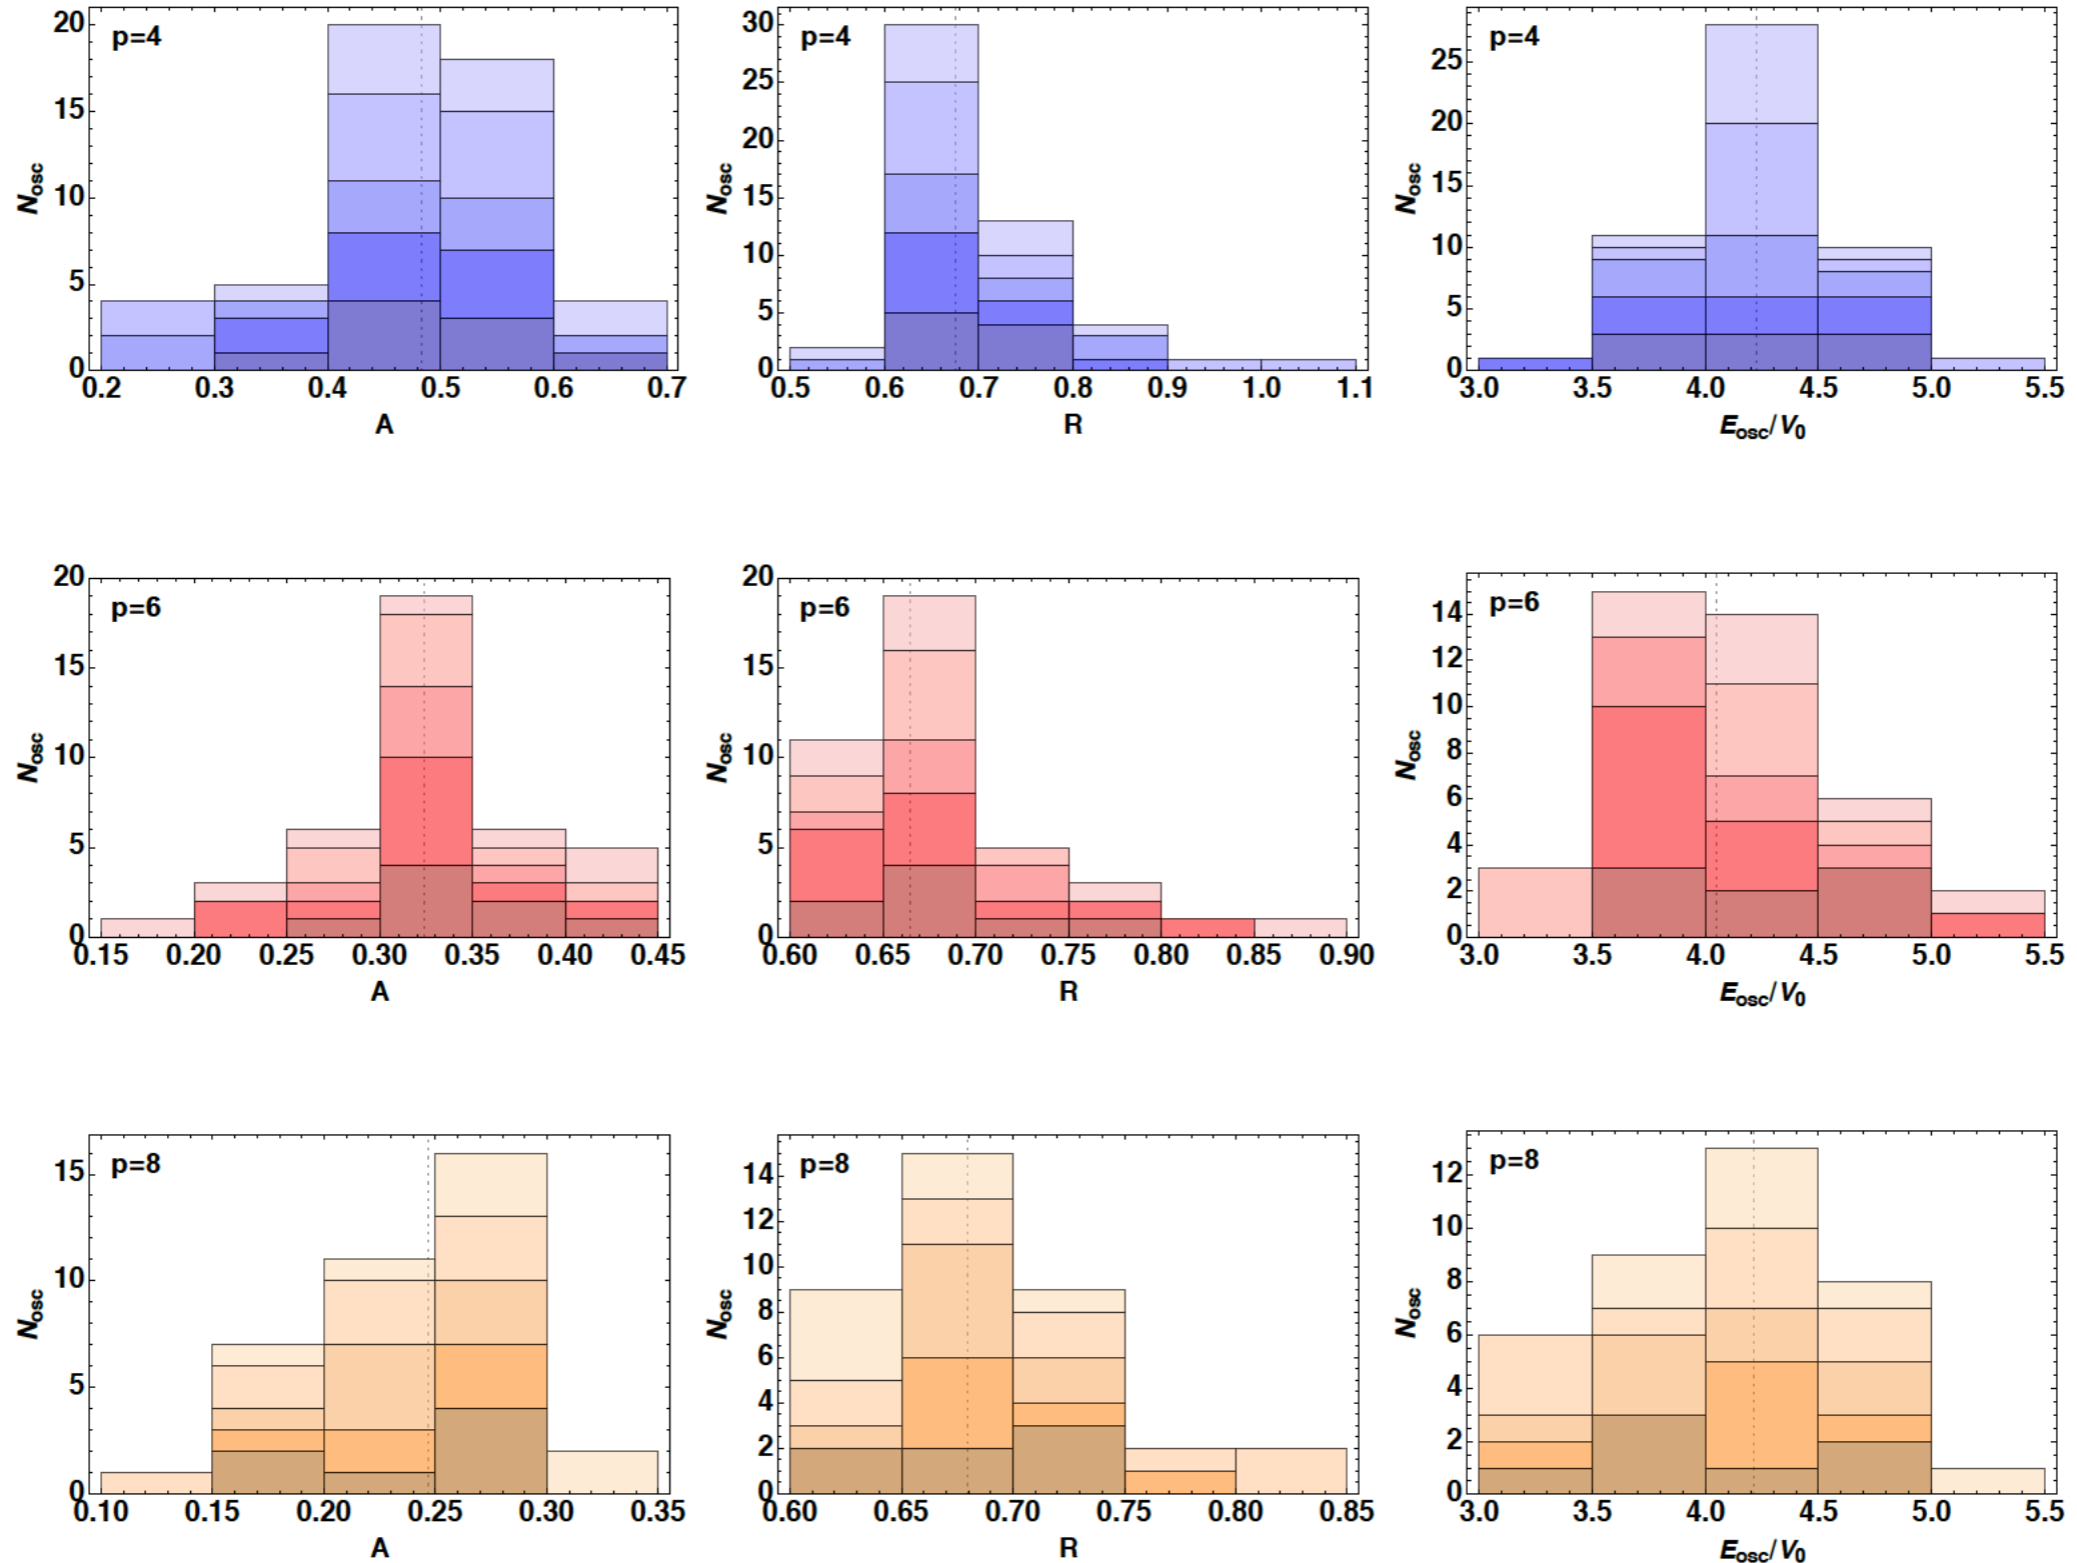 p=4
N_osc
20
15
10
5
0
0.2 0.3 0.4 0.5 0.6 0.7
A
p=4
N_osc
30
25
20
15
10
5
0
0.5 0.6 0.7 0.8 0.9 1.0 1.1
R
p=4
N_osc
25
20
15
10
5
0
3.0 3.5 4.0 4.5 5.0 5.5
E_osc/V_0
p=6
N_osc
20
15
10
5
0
0.15 0.20 0.25 0.30 0.35 0.40 0.45
A
p=6
N_osc
20
15
10
5
0
0.60 0.65 0.70 0.75 0.80 0.85 0.90
R
p=6
N_osc
14
12
10
8
6
4
2
0
3.0 3.5 4.0 4.5 5.0 5.5
E_osc/V_0
p=8
N_osc
15
10
5
0
0.10 0.15 0.20 0.25 0.30 0.35
A
p=8
N_osc
14
12
10
8
6
4
2
0
0.60 0.65 0.70 0.75 0.80 0.85
R
p=8
N_osc
12
10
8
6
4
2
0
3.0 3.5 4.0 4.5 5.0 5.5
E_osc/V_0